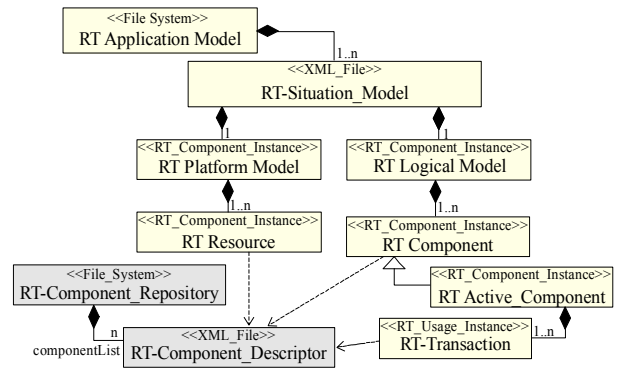 <<File System>>
RT Application Model
1..n
<<XML_File>>
RT-Situation_Model
1
1
<<RT_Component_Instance>>
RT Platform Model
<<RT_Component_Instance>>
RT Logical Model
1..n
1..n
<<RT_Component_Instance>>
RT Resource
<<RT_Component_Instance>>
RT Component
<<File_System>>
RT-Component_Repository
<<RT_Component_Instance>>
RT Active_Component
n
componentList
<<XML_File>>
RT-Component_Descriptor
<<RT_Usage_Instance>>
RT-Transaction
1..n